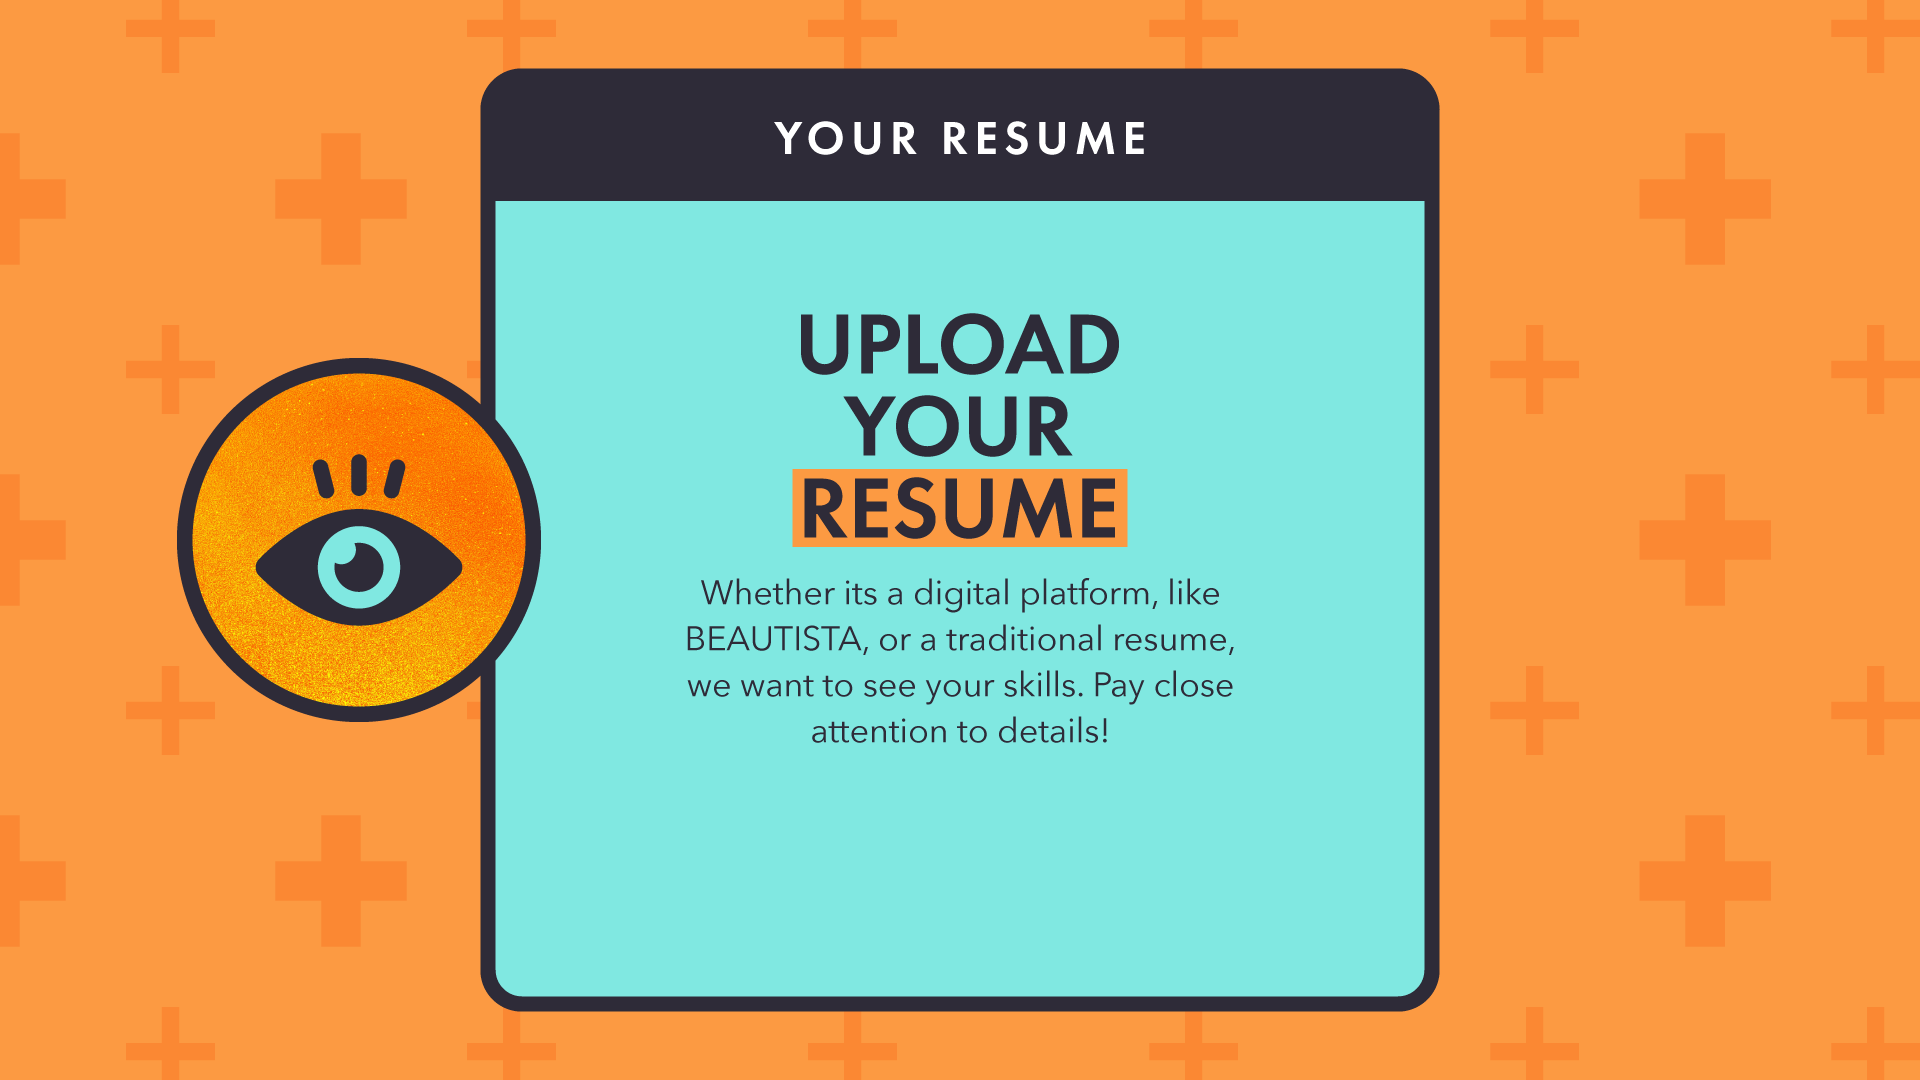 YOUR RESUME
UPLOAD
YOUR
RESUME
Whether its a digital platform, like
BEAUTISTA, or a traditional resume,
we want to see your skills. Pay close
attention to details!